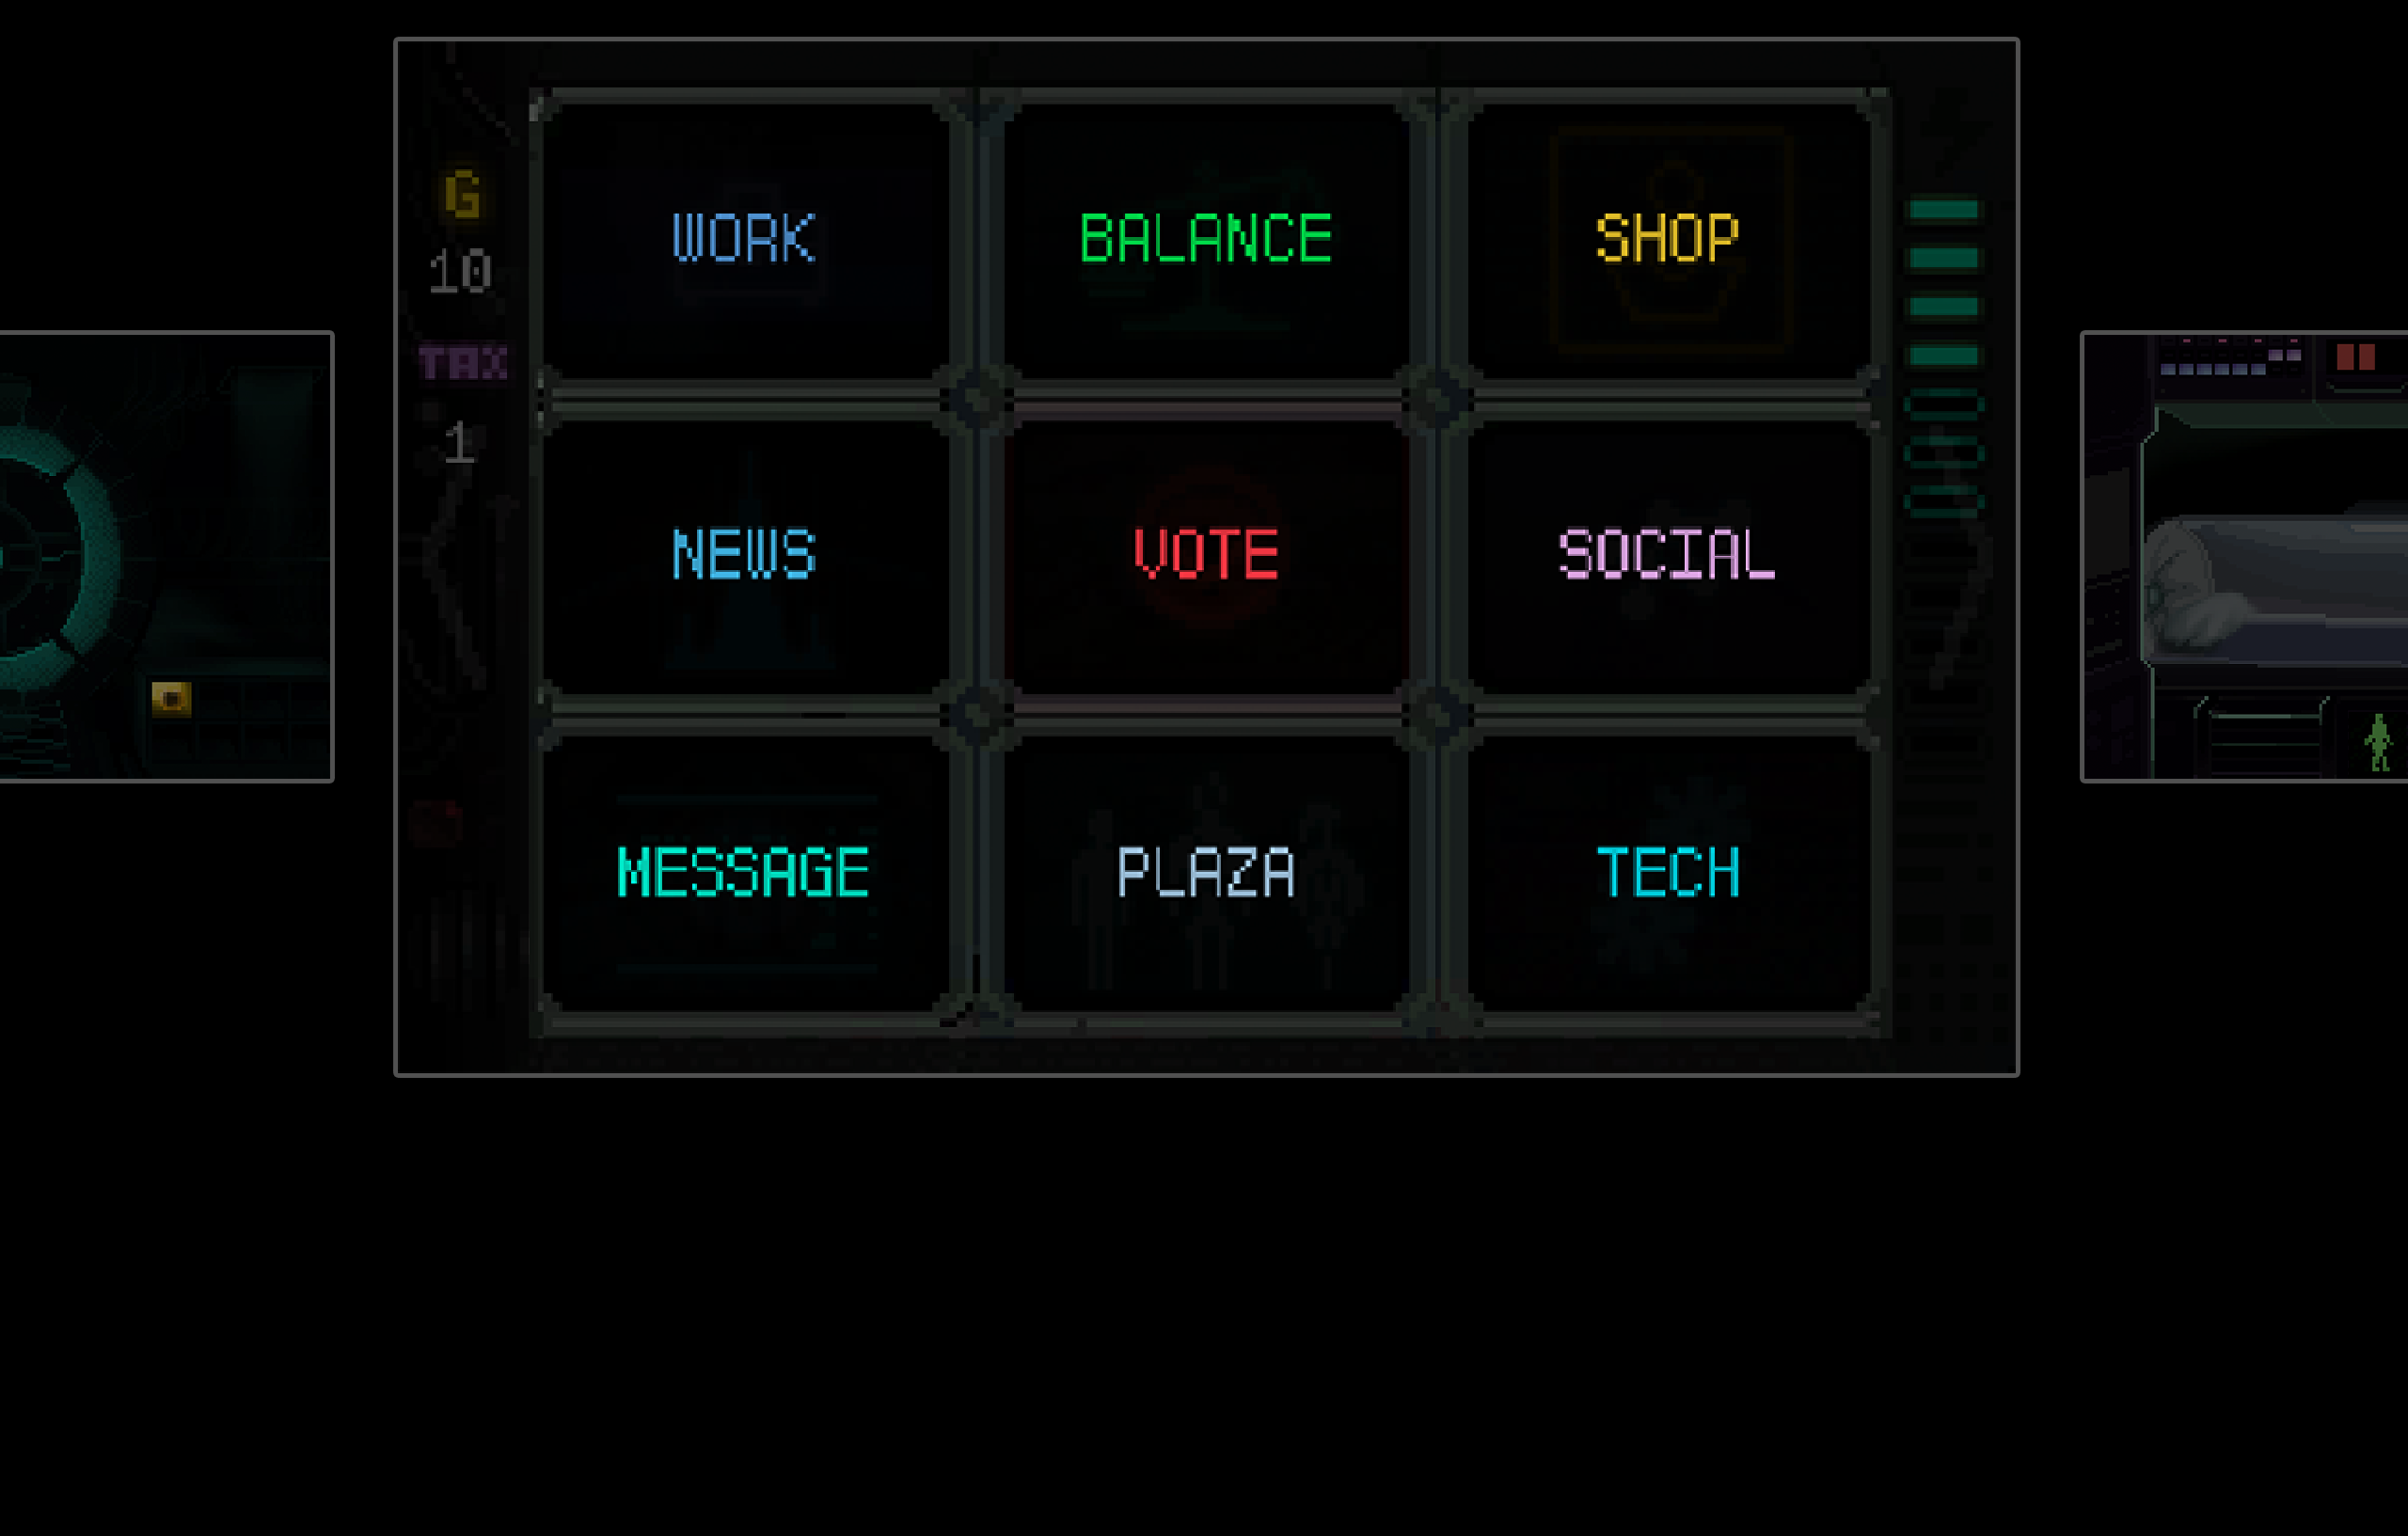 G
10
TAX
1
WORK BALANCE SHOP
NEWS VOTE SOCIAL
MESSAGE PLAZA TECH